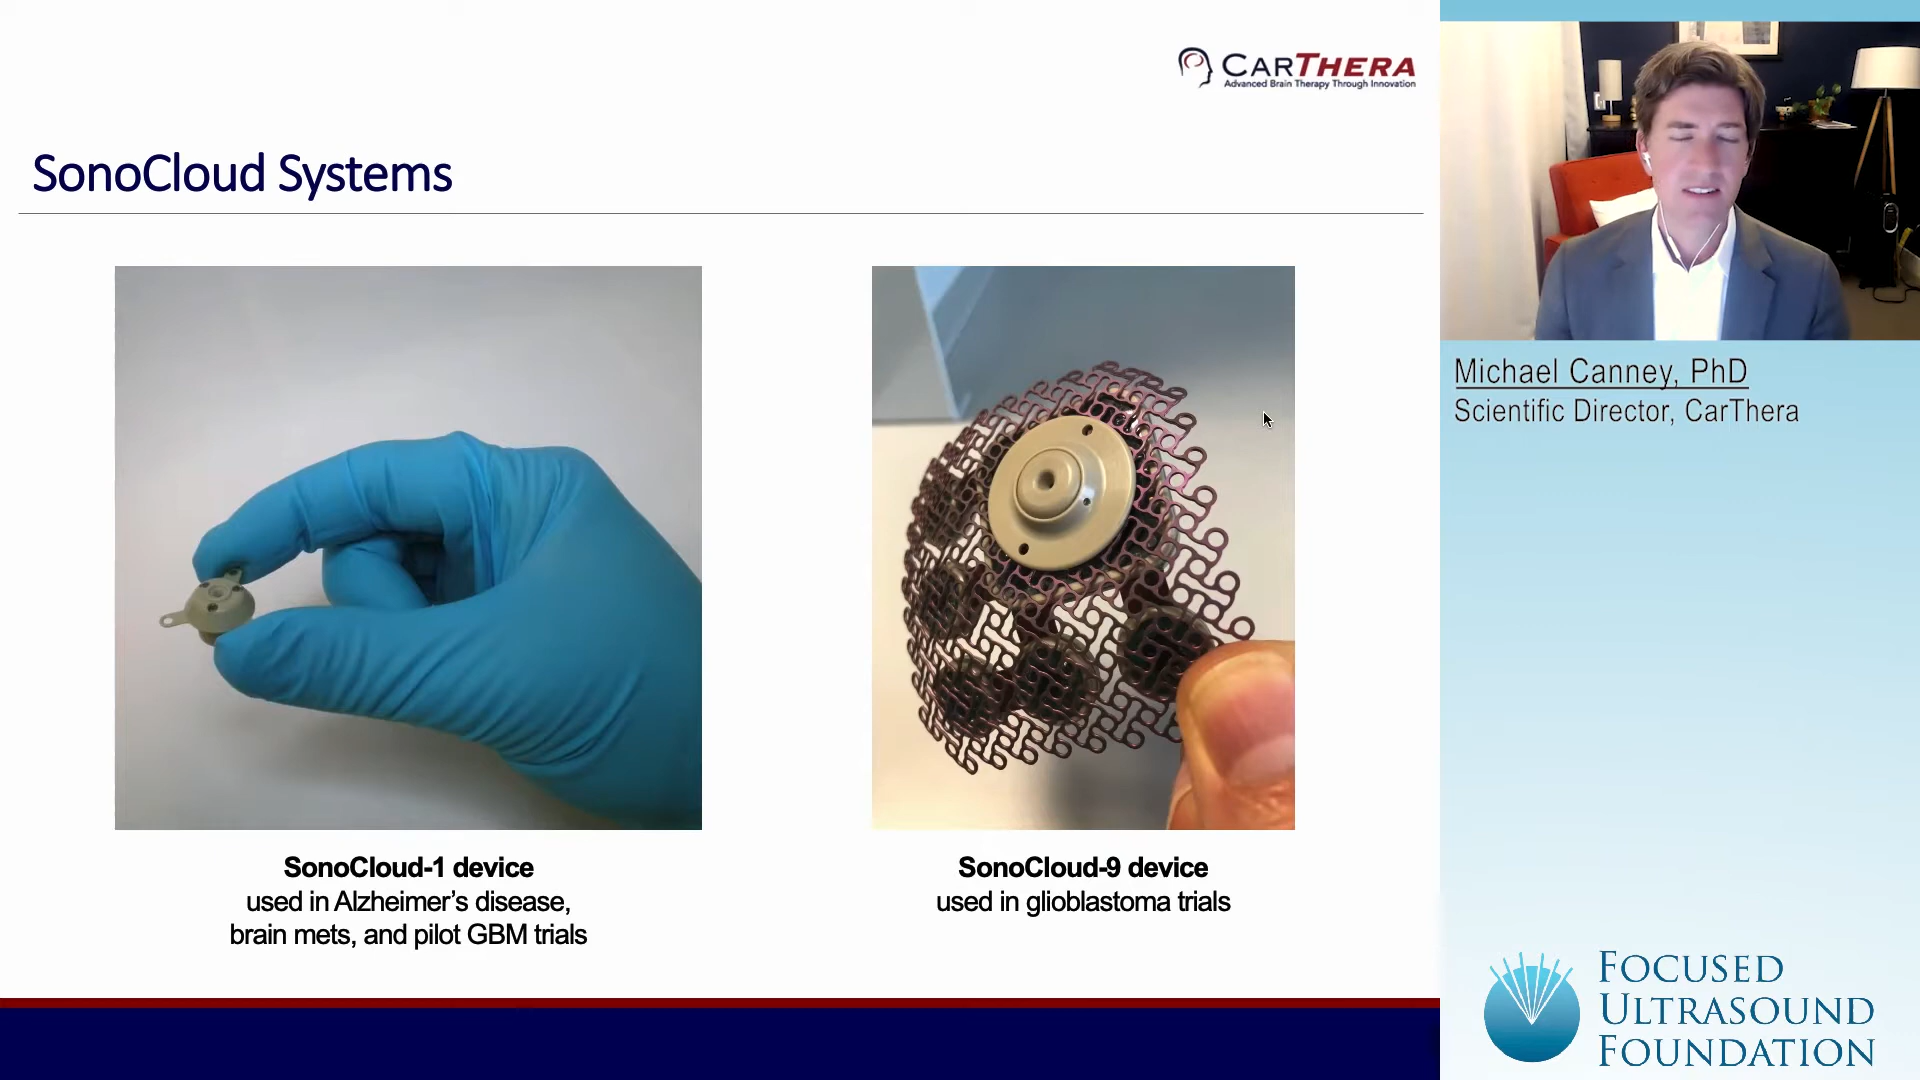 CARTHERA
Advanced Brain Therapy Through Innovation
SonoCloud Systems
SonoCloud-1 device
used in Alzheimer's disease,
brain mets, and pilot GBM trials
SonoCloud-9 device
used in glioblastoma trials
Michael Canney, PhD
Scientific Director, CarThera
FOCUSED
ULTRASOUND
FOUNDATION